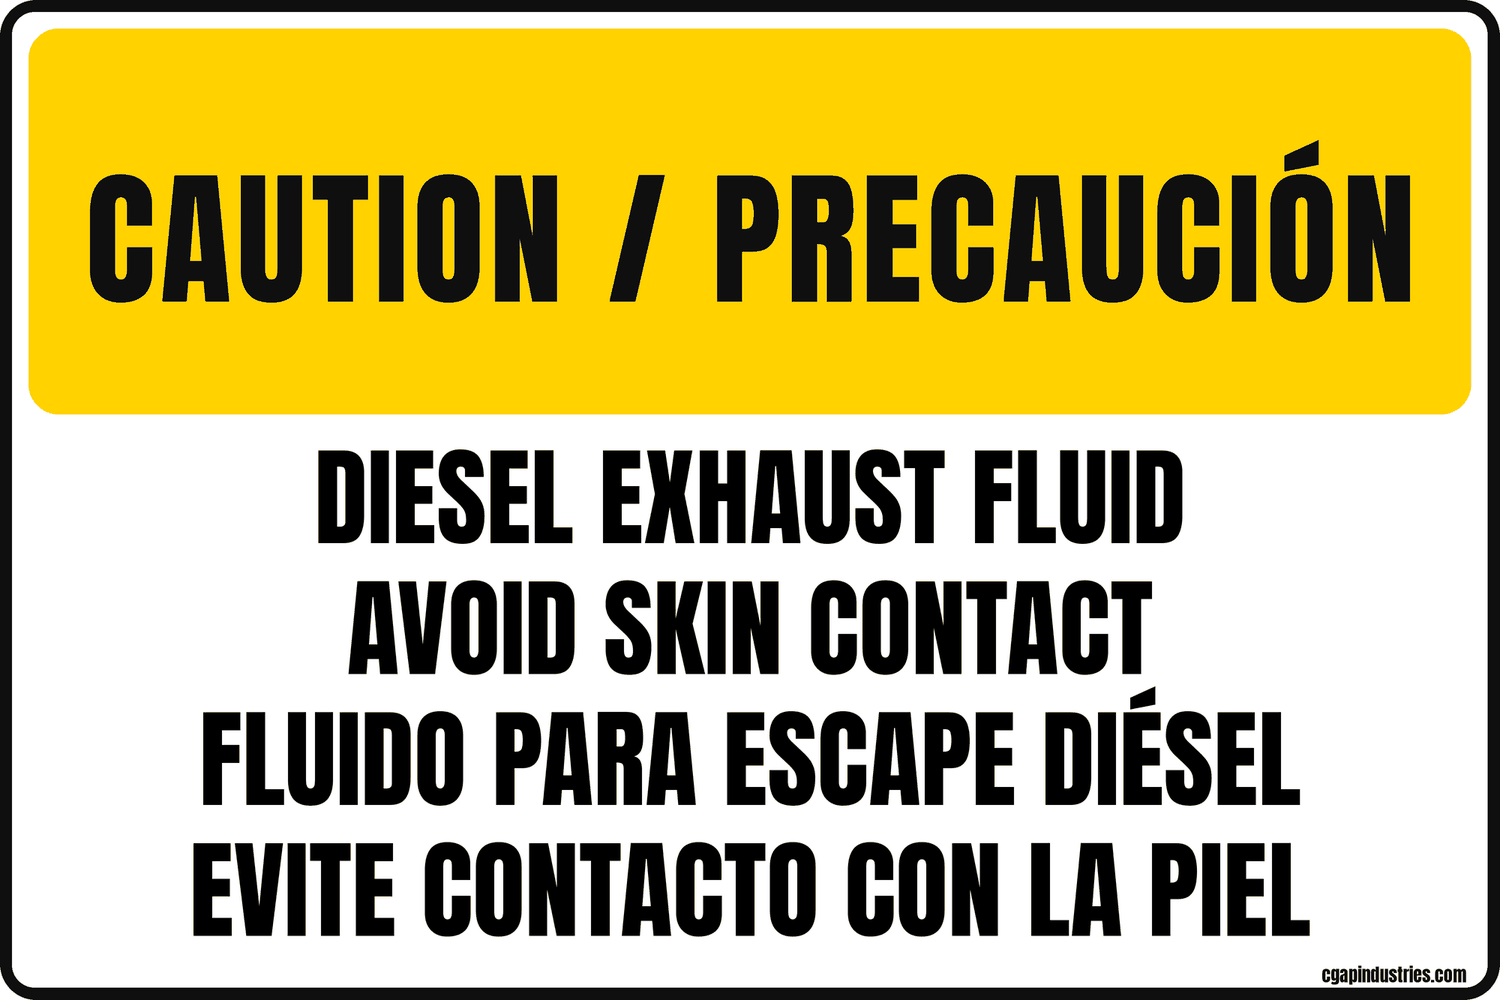 CAUTION / PRECAUCIÓN
DIESEL EXHAUST FLUID
AVOID SKIN CONTACT
FLUIDO PARA ESCAPE DIÉSEL
EVITE CONTACTO CON LA PIEL
cgapindustries.com